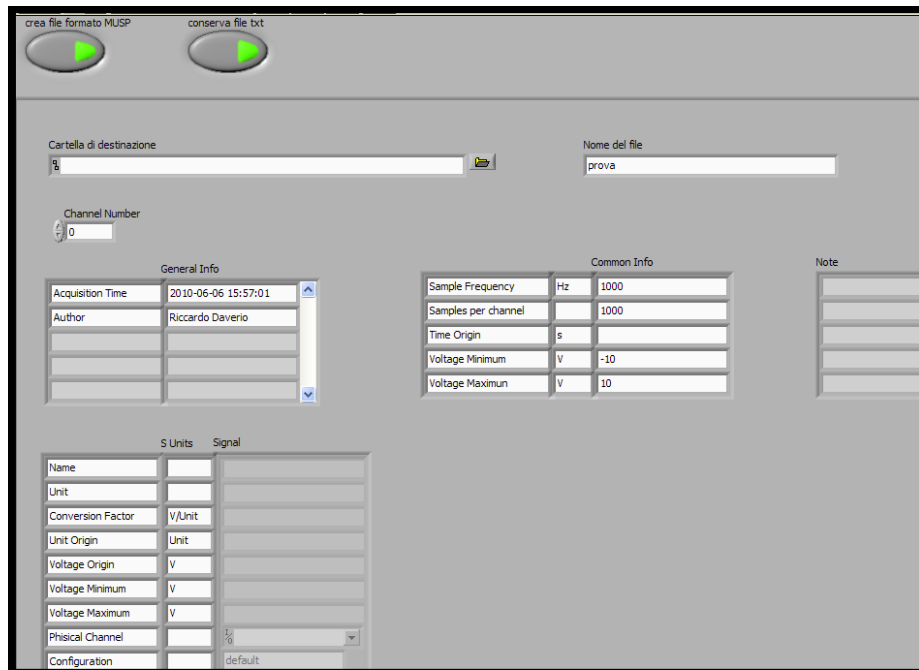 crea file formato MUSP conserva file txt
Cartella di destinazione Nome del file
prova
Channel Number
0
General Info Common Info Note
Acquisition Time 2010-06-06 15:57:01 Sample Frequency Hz 1000
Author Riccardo Daverio Samples per channel 1000
Time Origin s
Voltage Minimum V -10
Voltage Maximun V 10
S Units Signal
Name
Unit
Conversion Factor V/Unit
Unit Origin Unit
Voltage Origin V
Voltage Minimum V
Voltage Maximum V
Phisical Channel I/0
Configuration default